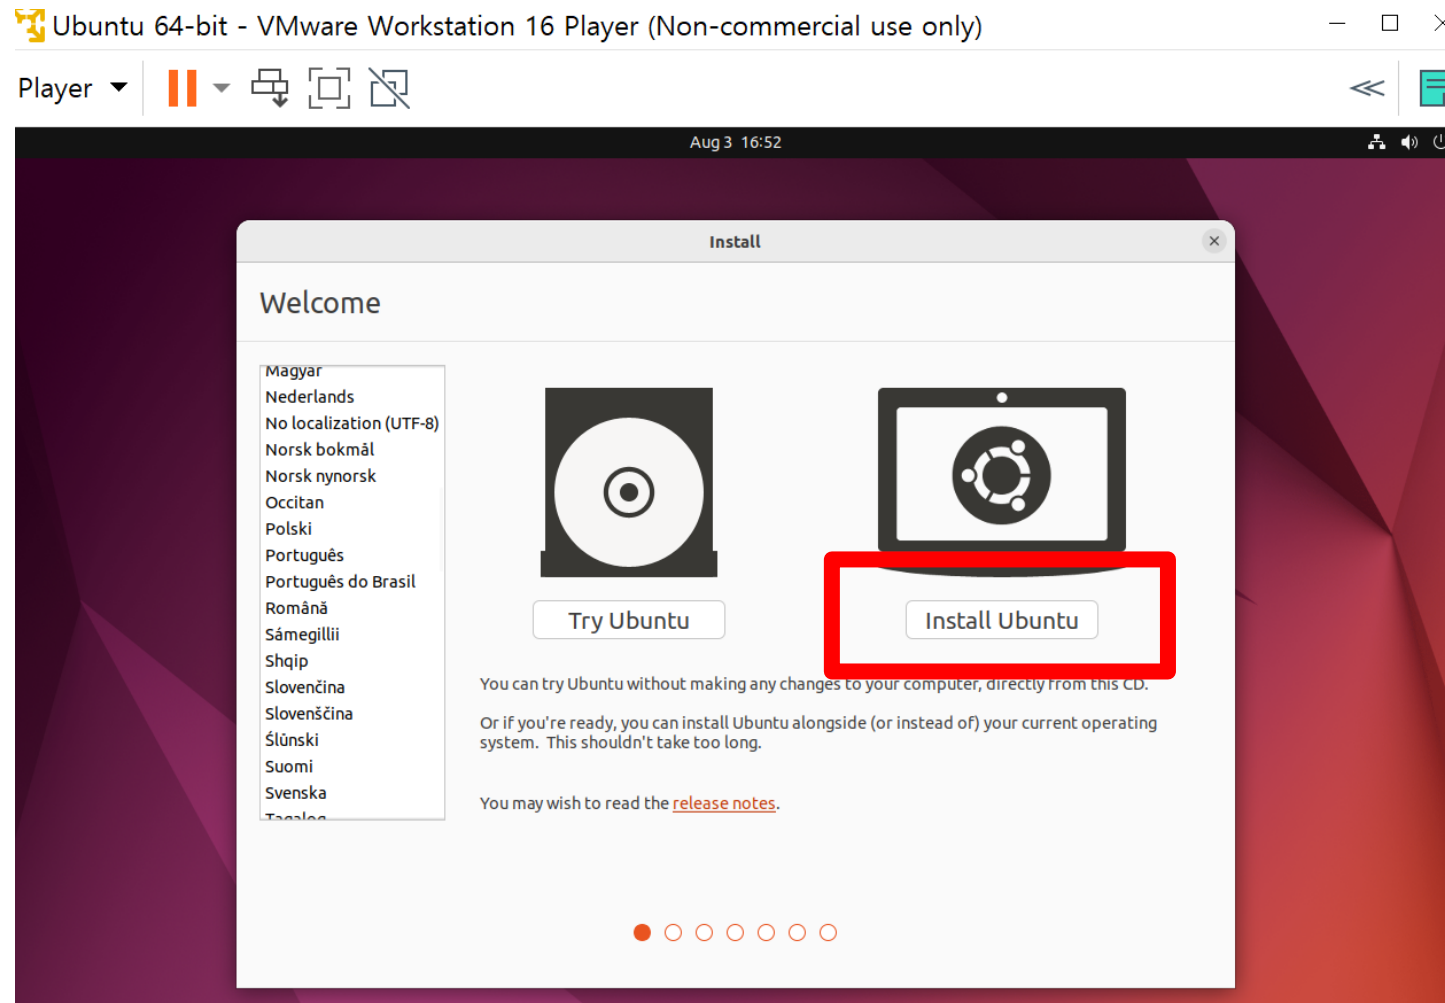 Ubuntu 64-bit - VMware Workstation 16 Player (Non-commercial use only)
Player
Aug 3 16:52
Install
Welcome
Magyar
Nederlands
No localization (UTF-8)
Norsk bokmål
Norsk nynorsk
Occitan
Polski
Português
Português do Brasil
Română
Sámegillii
Shqip
Slovenčina
Slovenščina
Ślůnski
Suomi
Svenska
Tagalog
Try Ubuntu
Install Ubuntu
You can try Ubuntu without making any changes to your computer, directly from this CD.
Or if you're ready, you can install Ubuntu alongside (or instead of) your current operating
system. This shouldn't take too long.
You may wish to read the release notes.